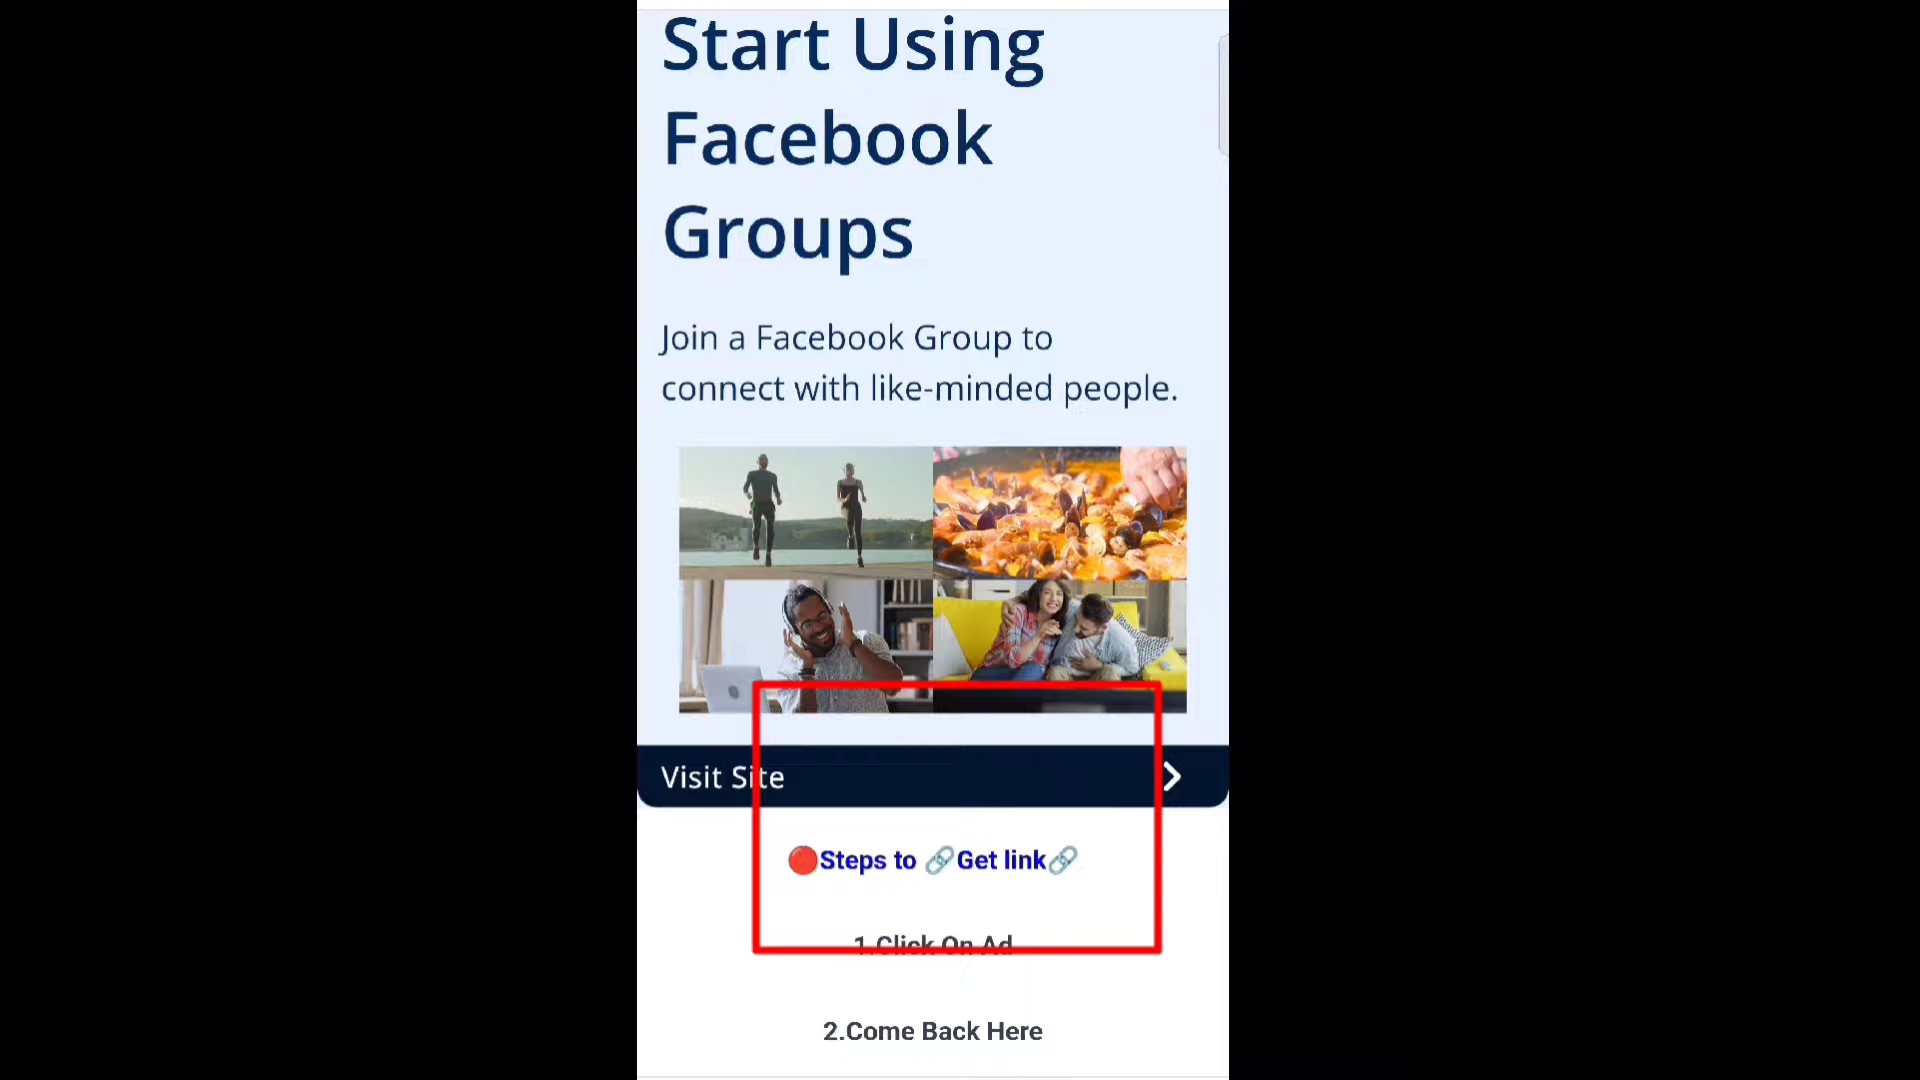 Start Using
Facebook
Groups
Join a Facebook Group to
connect with like-minded people.
Visit Site
🔴Steps to 🔗Get link🔗
1.Click On Ad
2.Come Back Here